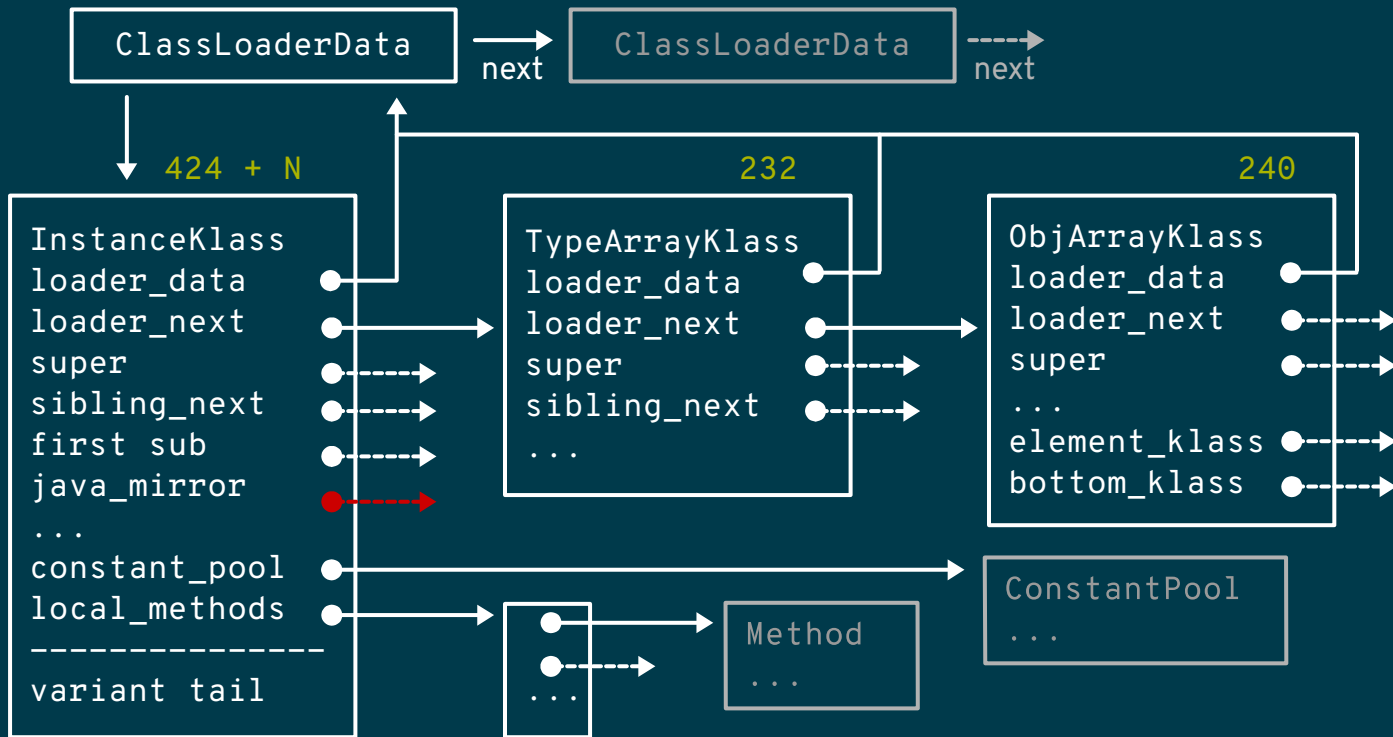 ClassLoaderData
next
ClassLoaderData
next
424 + N
232
240
InstanceKlass
loader_data
loader_next
super
sibling_next
first sub
java_mirror
...
constant_pool
local_methods
---------------
variant tail
TypeArrayKlass
loader_data
loader_next
super
sibling_next
...
ObjArrayKlass
loader_data
loader_next
super
...
element_klass
bottom_klass
...
Method
...
ConstantPool
...